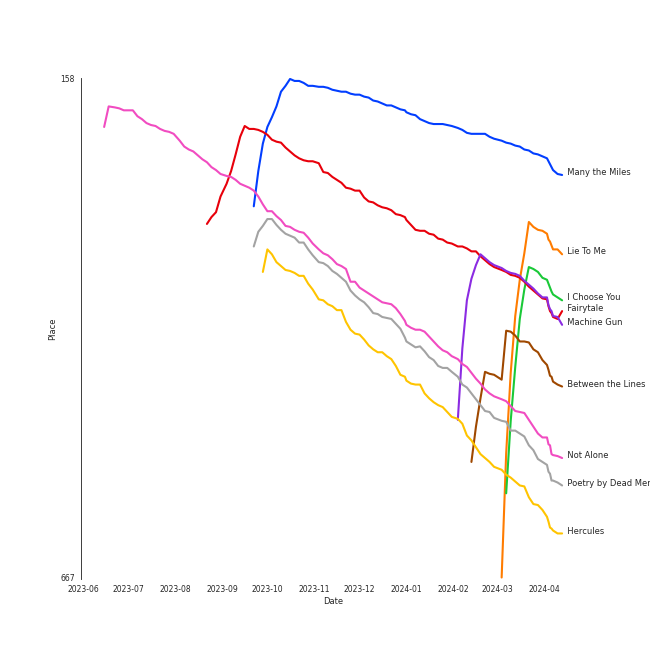 158
Many the Miles
Lie To Me
I Choose You
Fairytale
Machine Gun
Place
Between the Lines
Not Alone
Poetry by Dead Mer
Hercules
667
2023-06 2023-07 2023-08 2023-09 2023-10 2023-11 2023-12 2024-01 2024-02 2024-03 2024-04
Date